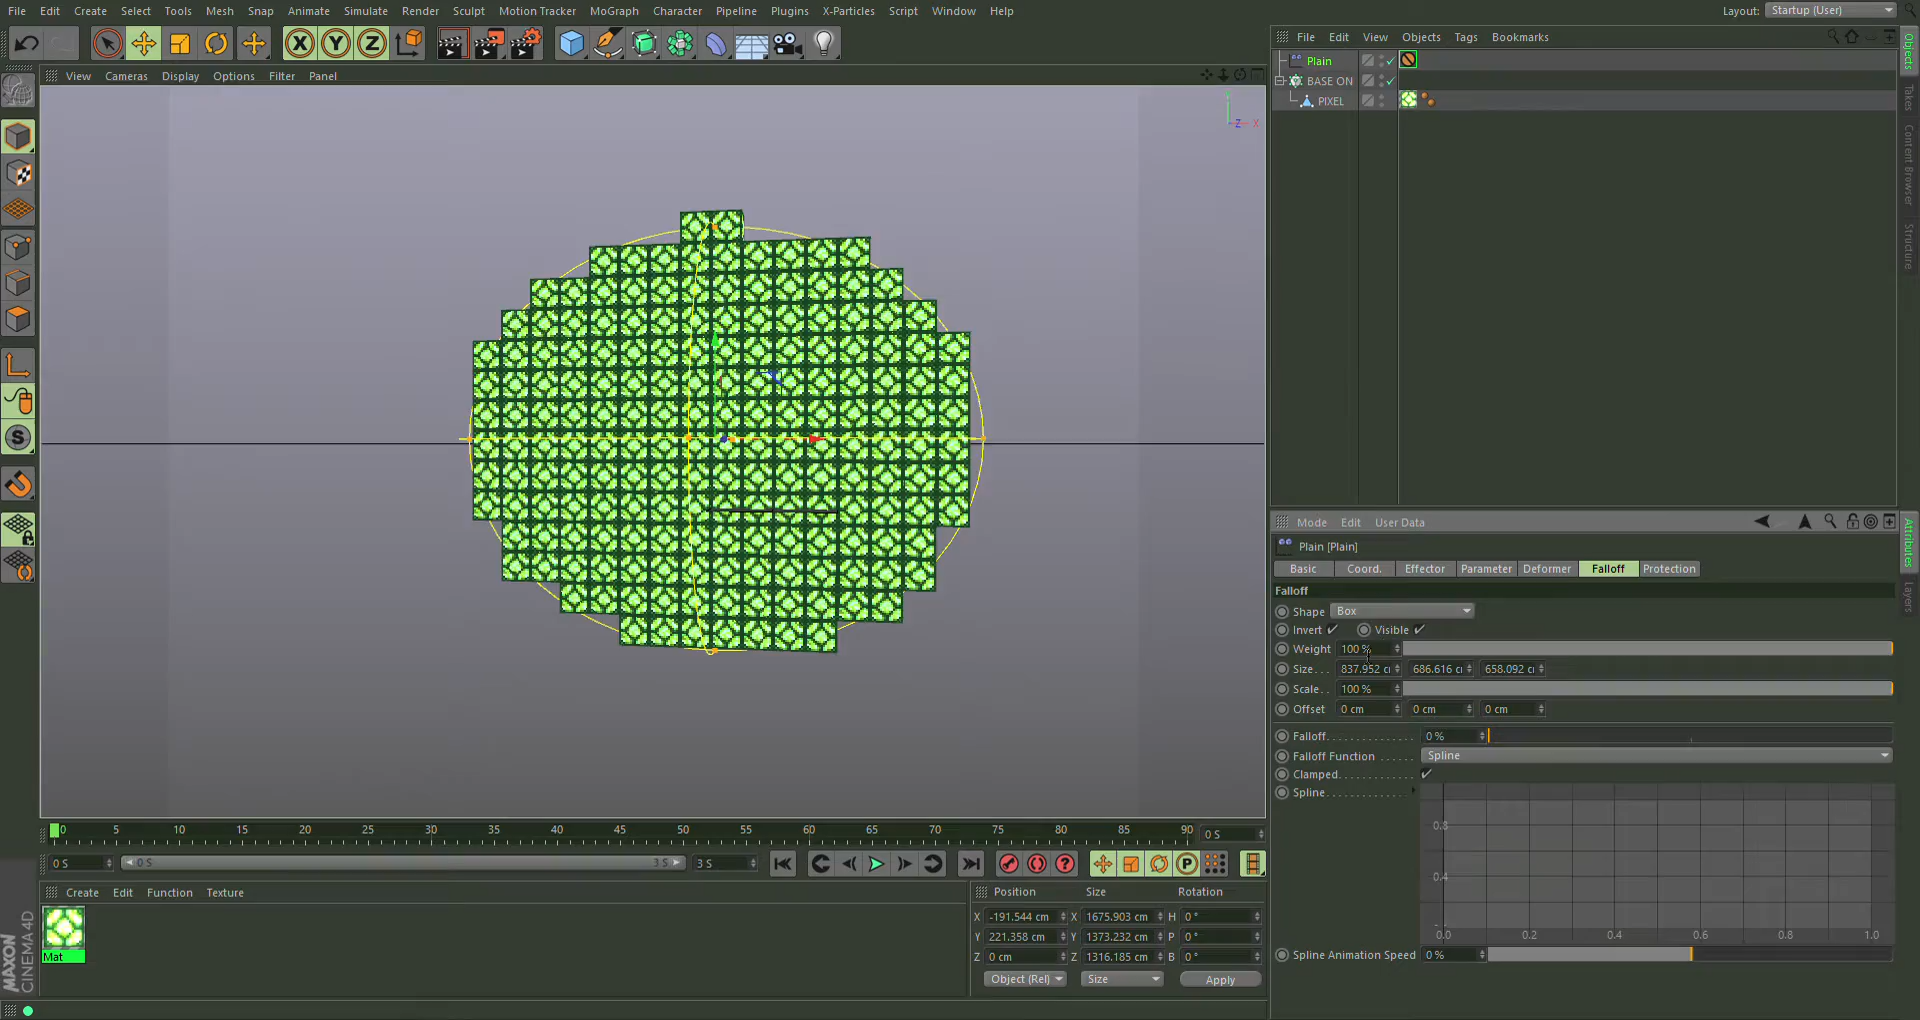 File Edit Create Select Tools Mesh Snap Animate Simulate Render Sculpt Motion Tracker MoGraph Character Pipeline Plugins X-Particles Script Window Help
Layout: Startup (User)
X Y Z
View Cameras Display Options Filter Panel
Z X
File Edit View Objects Tags Bookmarks
Plain
BASE ON
PIXEL
Objects
Takes
Content Browser
Structure
Mode Edit User Data
Plain [Plain]
Basic Coord. Effector Parameter Deformer Falloff Protection
Falloff
Shape Box
Invert Visible
Weight 100 %
Size... 837.952 c 686.616 c 658.092 c
Scale.. 100 %
Offset 0 cm 0 cm 0 cm
Falloff 0 %
Falloff Function Spline
Clamped
Spline
0.8
0.4
0.0 0.2 0.4 0.6 0.8 1.0
Spline Animation Speed 0 %
Attributes
Layers
0 5 10 15 20 25 30 35 40 45 50 55 60 65 70 75 80 85 90 0 S
0 S 0 S 3 S 3 S
P
Create Edit Function Texture
Mat
MAXON
CINEMA 4D
Position Size Rotation
X -191.544 cm X 1675.903 cm H 0 °
Y 221.358 cm Y 1373.232 cm P 0 °
Z 0 cm Z 1316.185 cm B 0 °
Object (Rel) Size Apply